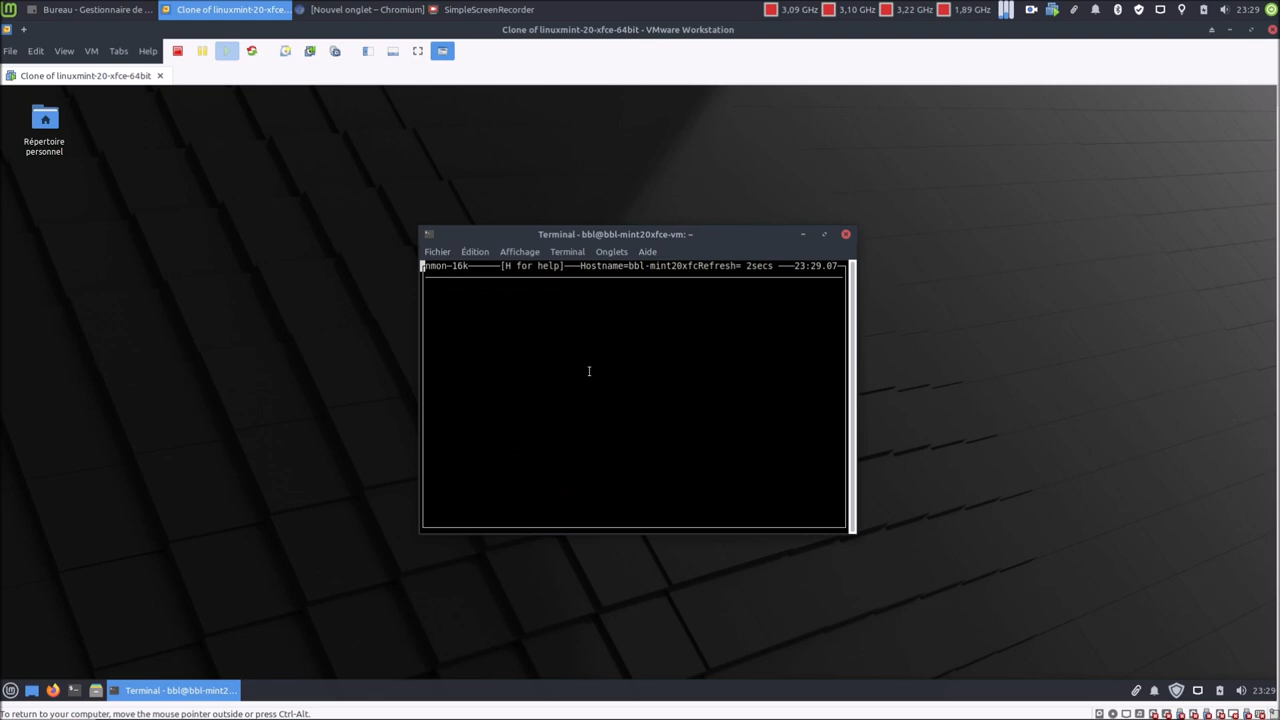 Bureau - Gestionnaire de ...
Clone of linuxmint-20-xfce...
[Nouvel onglet – Chromium]
SimpleScreenRecorder
3,09 GHz
3,10 GHz
3,22 GHz
1,89 GHz
23:29
Clone of linuxmint-20-xfce-64bit - VMware Workstation
File Edit View VM Tabs Help
Clone of linuxmint-20-xfce-64bit
Répertoire
personnel
Terminal - bbl@bbl-mint20xfce-vm: ~
Fichier Édition Affichage Terminal Onglets Aide
nmon─16k──────[H for help]───Hostname=bbl-mint20xfcRefresh= 2secs ───23:29.07─
Terminal - bbl@bbl-mint2...
23:29
To return to your computer, move the mouse pointer outside or press Ctrl-Alt.